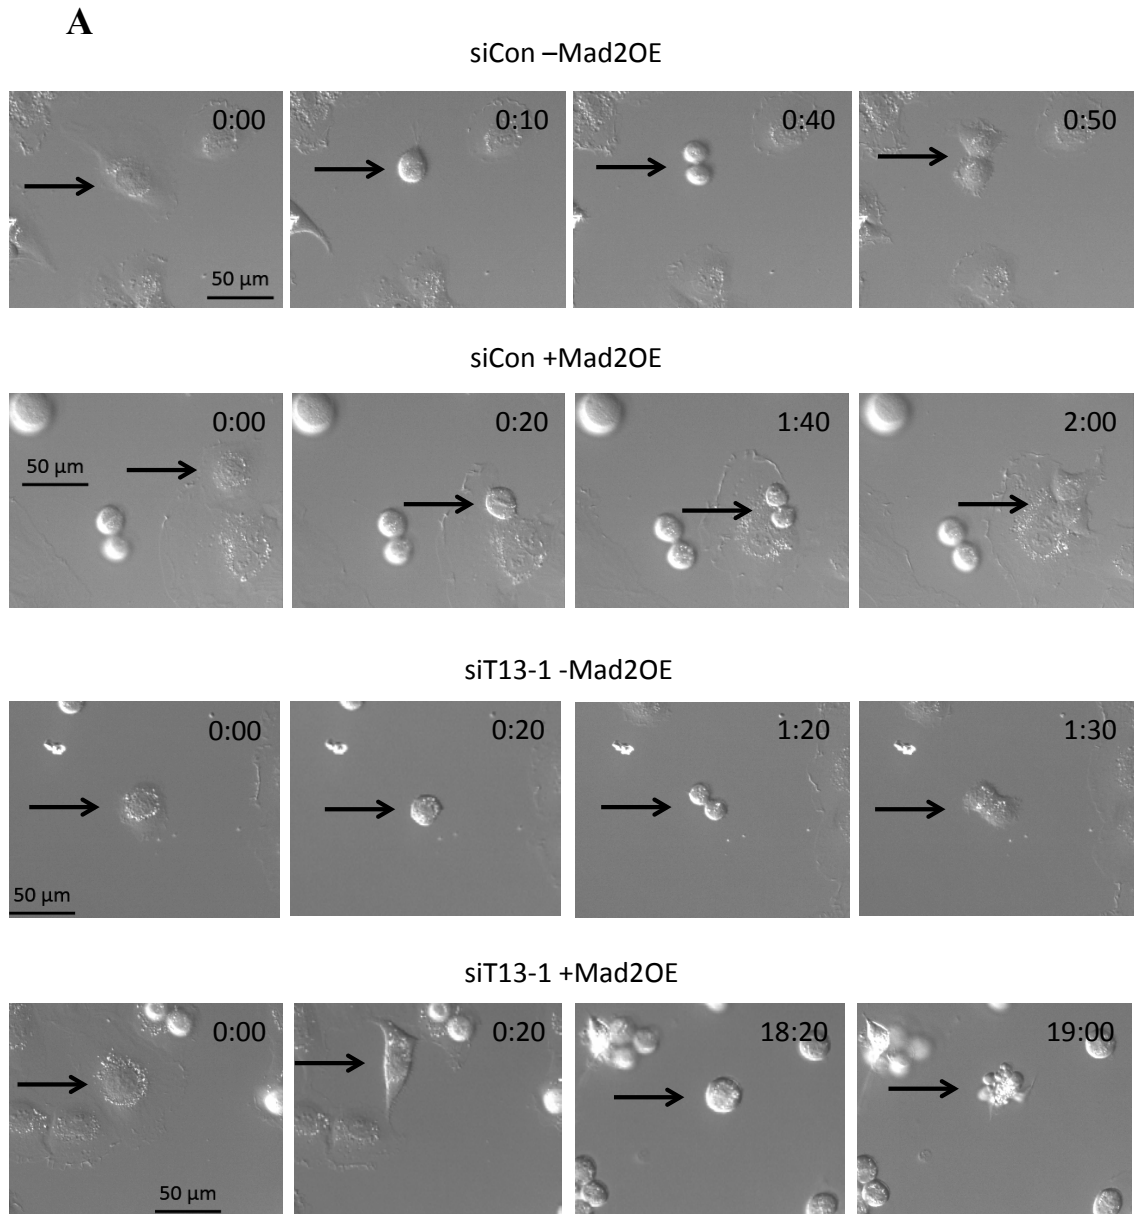 A
siCon –Mad2OE
0:00 0:10 0:40 0:50
50 µm
siCon +Mad2OE
0:00 0:20 1:40 2:00
50 µm
siT13-1 -Mad2OE
0:00 0:20 1:20 1:30
50 µm
siT13-1 +Mad2OE
0:00 0:20 18:20 19:00
50 µm